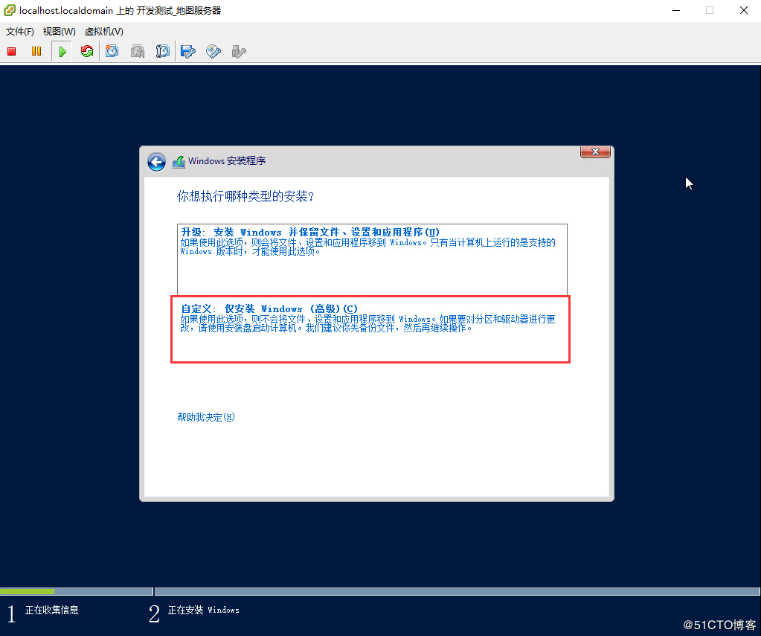 localhost.localdomain 上的 开发测试_地图服务器
文件(F) 视图(W) 虚拟机(V)
Windows 安装程序
你想执行哪种类型的安装?
升级: 安装 Windows 并保留文件、设置和应用程序(U)
如果使用此选项，则会将文件、设置和应用程序移到 Windows。只有当计算机上运行的是支持的
Windows 版本时，才能使用此选项。
自定义: 仅安装 Windows (高级)(C)
如果使用此选项，则不会将文件、设置和应用程序移到 Windows。如果要对分区和驱动器进行更
改，请使用安装盘启动计算机。我们建议你先备份文件，然后再继续操作。
帮助我决定(H)
1 正在收集信息 2 正在安装 Windows
@51CTO博客